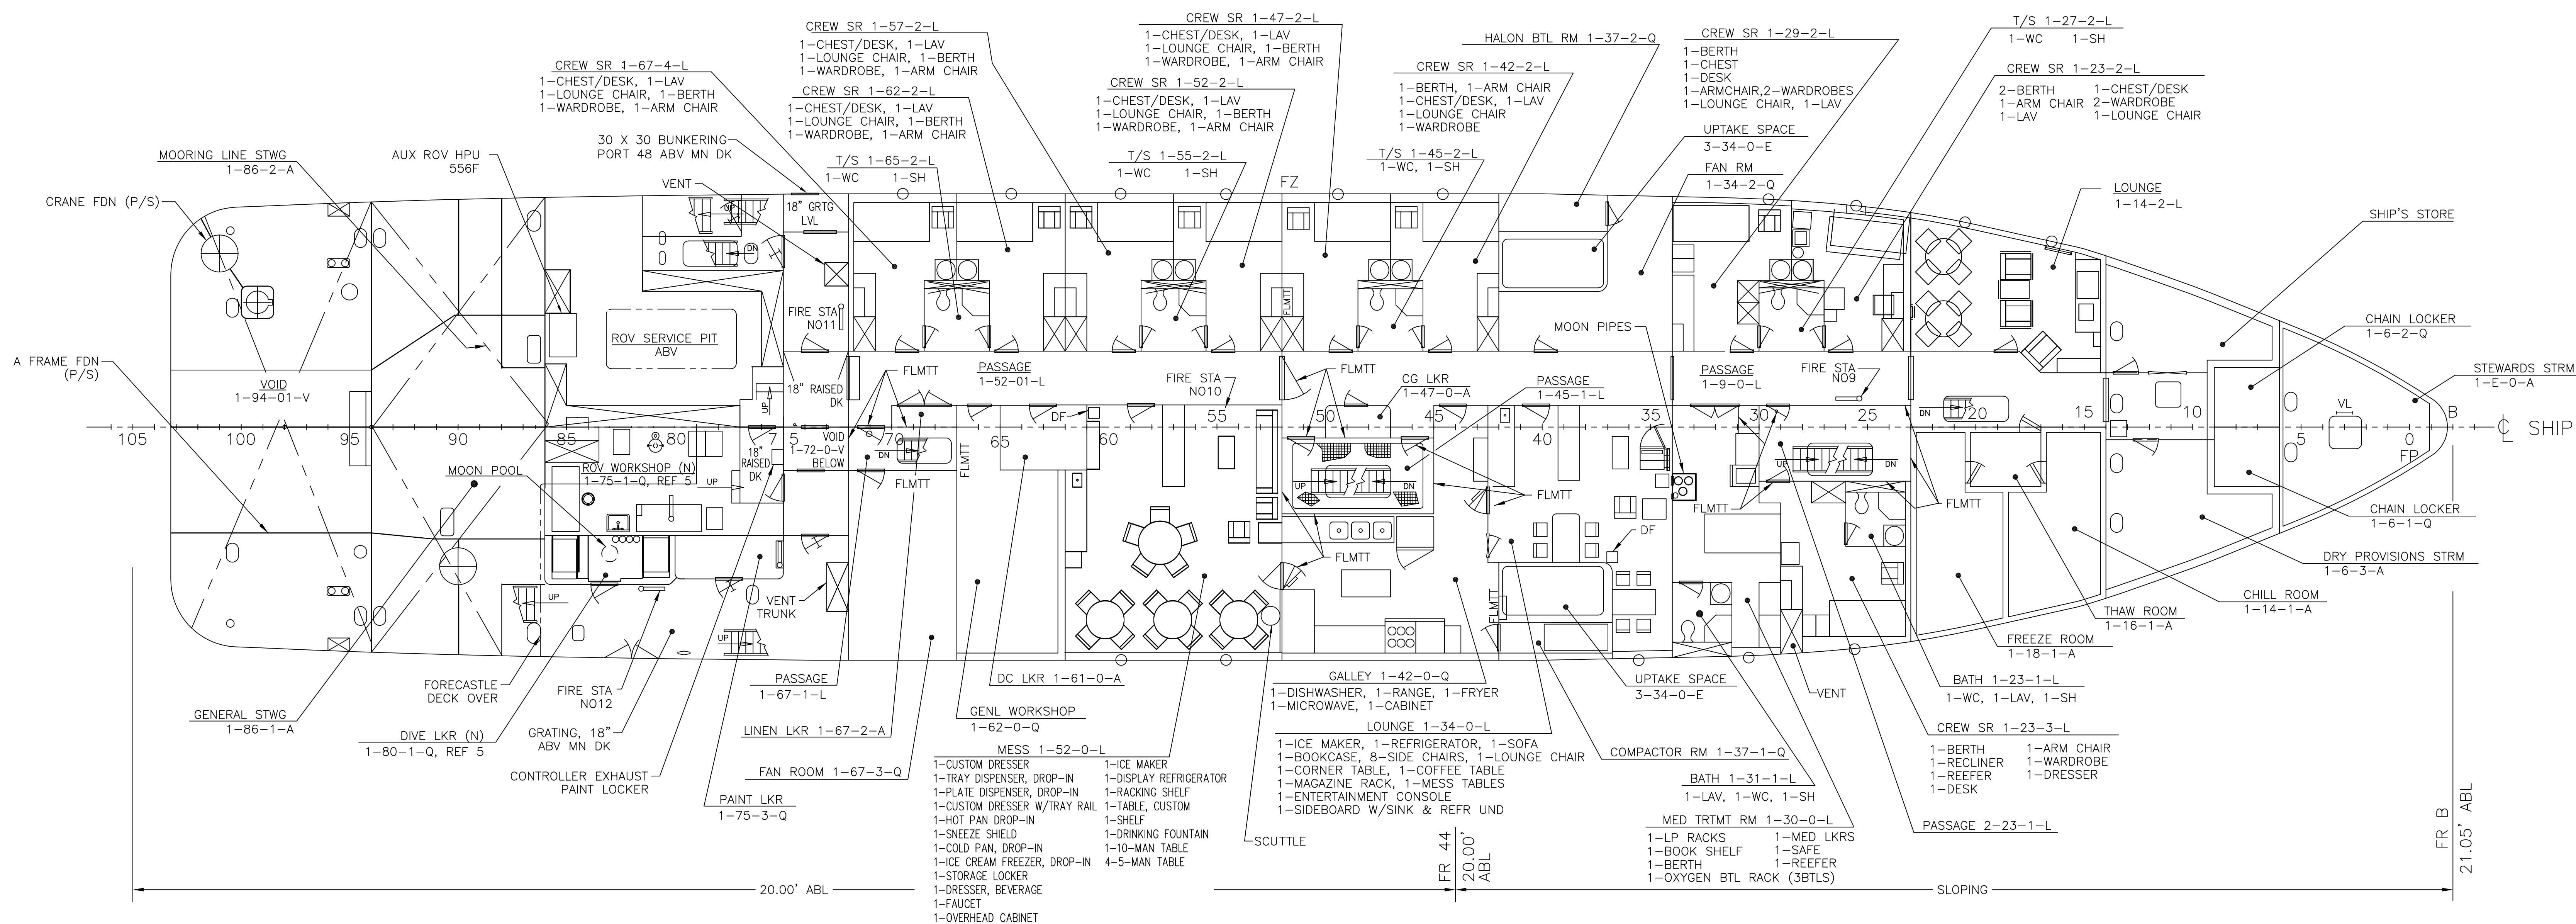 CREW SR 1-67-4-L
1-CHEST/DESK, 1-LAV
1-LOUNGE CHAIR, 1-BERTH
1-WARDROBE, 1-ARM CHAIR
CREW SR 1-57-2-L
1-CHEST/DESK, 1-LAV
1-LOUNGE CHAIR, 1-BERTH
1-WARDROBE, 1-ARM CHAIR
CREW SR 1-62-2-L
1-CHEST/DESK, 1-LAV
1-LOUNGE CHAIR, 1-BERTH
1-WARDROBE, 1-ARM CHAIR
CREW SR 1-47-2-L
1-CHEST/DESK, 1-LAV
1-LOUNGE CHAIR, 1-BERTH
1-WARDROBE, 1-ARM CHAIR
CREW SR 1-52-2-L
1-CHEST/DESK, 1-LAV
1-LOUNGE CHAIR, 1-BERTH
1-WARDROBE, 1-ARM CHAIR
HALON BTL RM 1-37-2-Q
CREW SR 1-42-2-L
1-BERTH, 1-ARM CHAIR
1-CHEST/DESK, 1-LAV
1-LOUNGE CHAIR
1-WARDROBE
CREW SR 1-29-2-L
1-BERTH
1-CHEST
1-DESK
1-ARMCHAIR,2-WARDROBES
1-LOUNGE CHAIR, 1-LAV
T/S 1-27-2-L
1-WC 1-SH
CREW SR 1-23-2-L
2-BERTH 1-CHEST/DESK
1-ARM CHAIR 2-WARDROBE
1-LAV 1-LOUNGE CHAIR
UPTAKE SPACE
3-34-0-E
FAN RM
1-34-2-Q
LOUNGE
1-14-2-L
SHIP'S STORE
MOORING LINE STWG
1-86-2-A
AUX ROV HPU
556F
30 X 30 BUNKERING
PORT 48 ABV MN DK
VENT
T/S 1-65-2-L
1-WC 1-SH
T/S 1-55-2-L
1-WC 1-SH
T/S 1-45-2-L
1-WC, 1-SH
FZ
CRANE FDN (P/S)
UP
DN
18" GRTG
LVL
FIRE STA
NO11
FLMTT
MOON PIPES
CHAIN LOCKER
1-6-2-Q
A FRAME FDN
(P/S)
VOID
1-94-01-V
ROV SERVICE PIT
ABV
UP
18" RAISED
DK
FLMTT
PASSAGE
1-52-01-L
FIRE STA
NO10
FLMTT
CG LKR
1-47-0-A
PASSAGE
1-45-1-L
PASSAGE
1-9-0-L
FIRE STA
NO9
STEWARDS STRM
1-E-0-A
VL
DF
DN
105 100 95 90 85 80 75 70 65 60 55 50 45 40 35 30 25 20 15 10 5 0 B
FP
℄ SHIP
MOON POOL
ROV WORKSHOP (N)
1-75-1-Q, REF 5
UP
18"
RAISED
DK
VOID
1-72-0-V
BELOW
DN
FLMTT
FLMTT
UP
DN
FLMTT
UP
DN
FLMTT
FLMTT
DF
FLMTT
FLMTT
CHAIN LOCKER
1-6-1-Q
DRY PROVISIONS STRM
1-6-3-A
CHILL ROOM
1-14-1-A
THAW ROOM
1-16-1-A
FREEZE ROOM
1-18-1-A
UP
UP
VENT
TRUNK
FORECASTLE
DECK OVER
FIRE STA
NO12
PASSAGE
1-67-1-L
DC LKR 1-61-0-A
GALLEY 1-42-0-Q
1-DISHWASHER, 1-RANGE, 1-FRYER
1-MICROWAVE, 1-CABINET
UPTAKE SPACE
3-34-0-E
VENT
BATH 1-23-1-L
1-WC, 1-LAV, 1-SH
GENERAL STWG
1-86-1-A
DIVE LKR (N)
1-80-1-Q, REF 5
GRATING, 18"
ABV MN DK
LINEN LKR 1-67-2-A
GENL WORKSHOP
1-62-0-Q
LOUNGE 1-34-0-L
1-ICE MAKER, 1-REFRIGERATOR, 1-SOFA
1-BOOKCASE, 8-SIDE CHAIRS, 1-LOUNGE CHAIR
1-CORNER TABLE, 1-COFFEE TABLE
1-MAGAZINE RACK, 1-MESS TABLES
1-ENTERTAINMENT CONSOLE
1-SIDEBOARD W/SINK & REFR UND
COMPACTOR RM 1-37-1-Q
CREW SR 1-23-3-L
1-BERTH 1-ARM CHAIR
1-RECLINER 1-WARDROBE
1-REEFER 1-DRESSER
1-DESK
CONTROLLER EXHAUST
PAINT LOCKER
FAN ROOM 1-67-3-Q
PAINT LKR
1-75-3-Q
MESS 1-52-0-L
1-CUSTOM DRESSER 1-ICE MAKER
1-TRAY DISPENSER, DROP-IN 1-DISPLAY REFRIGERATOR
1-PLATE DISPENSER, DROP-IN 1-RACKING SHELF
1-CUSTOM DRESSER W/TRAY RAIL 1-TABLE, CUSTOM
1-HOT PAN DROP-IN 1-SHELF
1-SNEEZE SHIELD 1-DRINKING FOUNTAIN
1-COLD PAN, DROP-IN 1-10-MAN TABLE
1-ICE CREAM FREEZER, DROP-IN 4-5-MAN TABLE
1-STORAGE LOCKER
1-DRESSER, BEVERAGE
1-FAUCET
1-OVERHEAD CABINET
SCUTTLE
BATH 1-31-1-L
1-LAV, 1-WC, 1-SH
MED TRTMT RM 1-30-0-L
1-LP RACKS 1-MED LKRS
1-BOOK SHELF 1-SAFE
1-BERTH 1-REEFER
1-OXYGEN BTL RACK (3BTLS)
PASSAGE 2-23-1-L
20.00' ABL
FR 44
20.00'
ABL
SLOPING
FR B
21.05' ABL